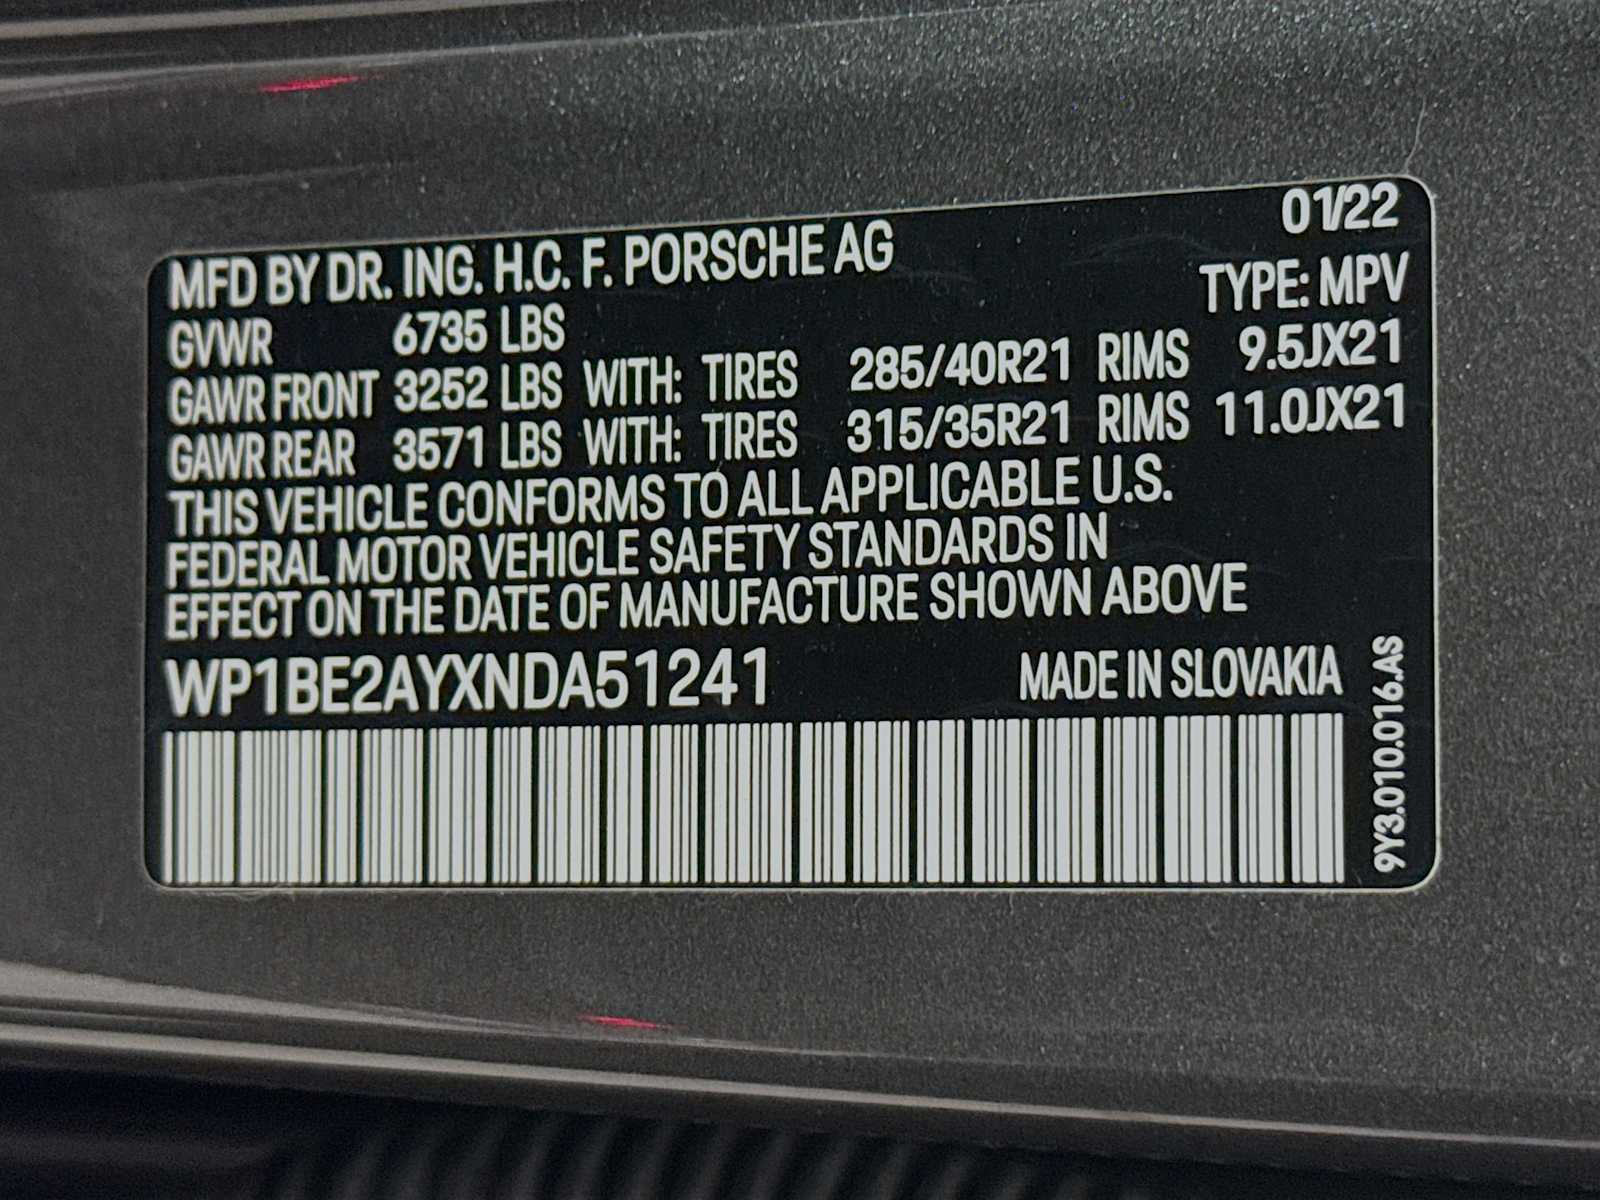 01/22
MFD BY DR. ING. H.C. F. PORSCHE AG
TYPE: MPV
GVWR 6735 LBS
GAWR FRONT 3252 LBS WITH: TIRES 285/40R21 RIMS 9.5JX21
GAWR REAR 3571 LBS WITH: TIRES 315/35R21 RIMS 11.0JX21
THIS VEHICLE CONFORMS TO ALL APPLICABLE U.S.
FEDERAL MOTOR VEHICLE SAFETY STANDARDS IN
EFFECT ON THE DATE OF MANUFACTURE SHOWN ABOVE
WP1BE2AYXNDA51241 MADE IN SLOVAKIA
9Y3.010.016.AS